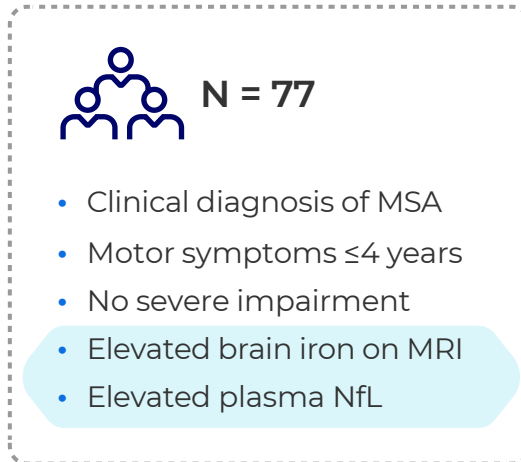 N = 77
• Clinical diagnosis of MSA
• Motor symptoms ≤4 years
• No severe impairment
• Elevated brain iron on MRI
• Elevated plasma NfL